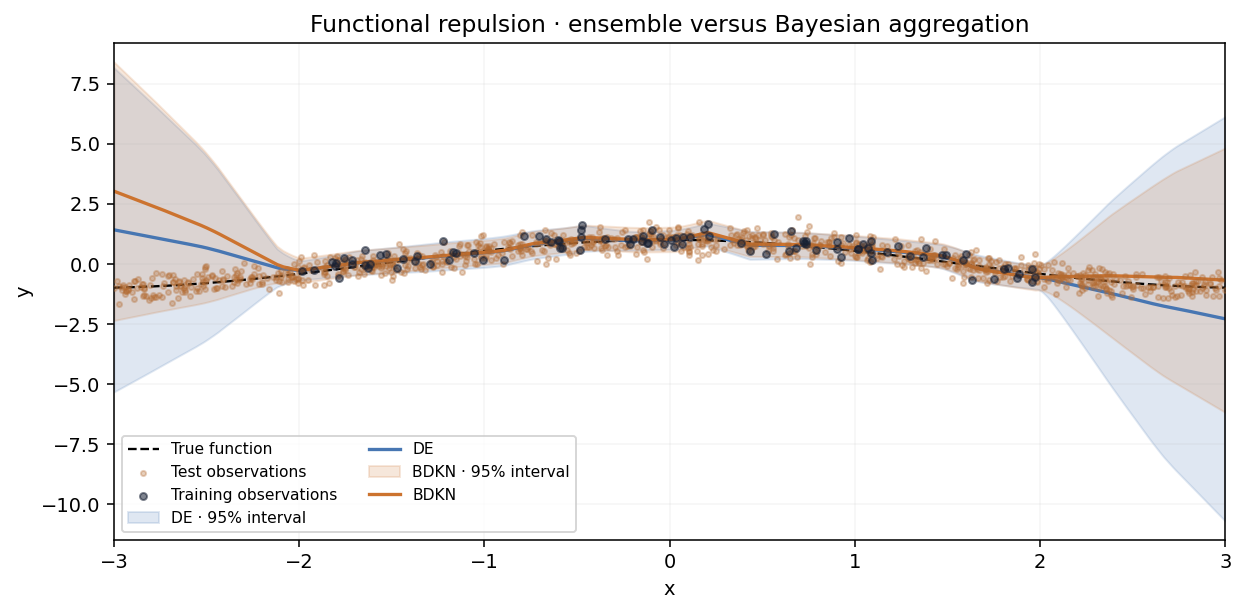 Functional repulsion · ensemble versus Bayesian aggregation
7.5
5.0
2.5
0.0
−2.5
−5.0
−7.5
−10.0
y
True function
Test observations
Training observations
DE · 95% interval
DE
BDKN · 95% interval
BDKN
−3
−2
−1
0
1
2
3
x